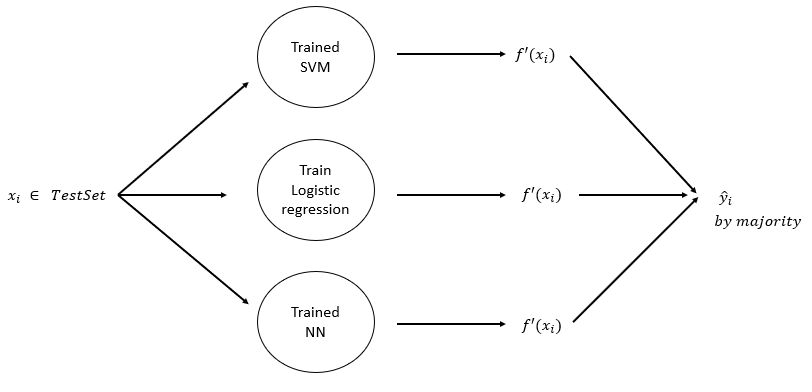 Trained
SVM
f′(xᵢ)
Train
Logistic
regression
xᵢ ∈ TestSet
f′(xᵢ)
ŷᵢ
by majority
Trained
NN
f′(xᵢ)